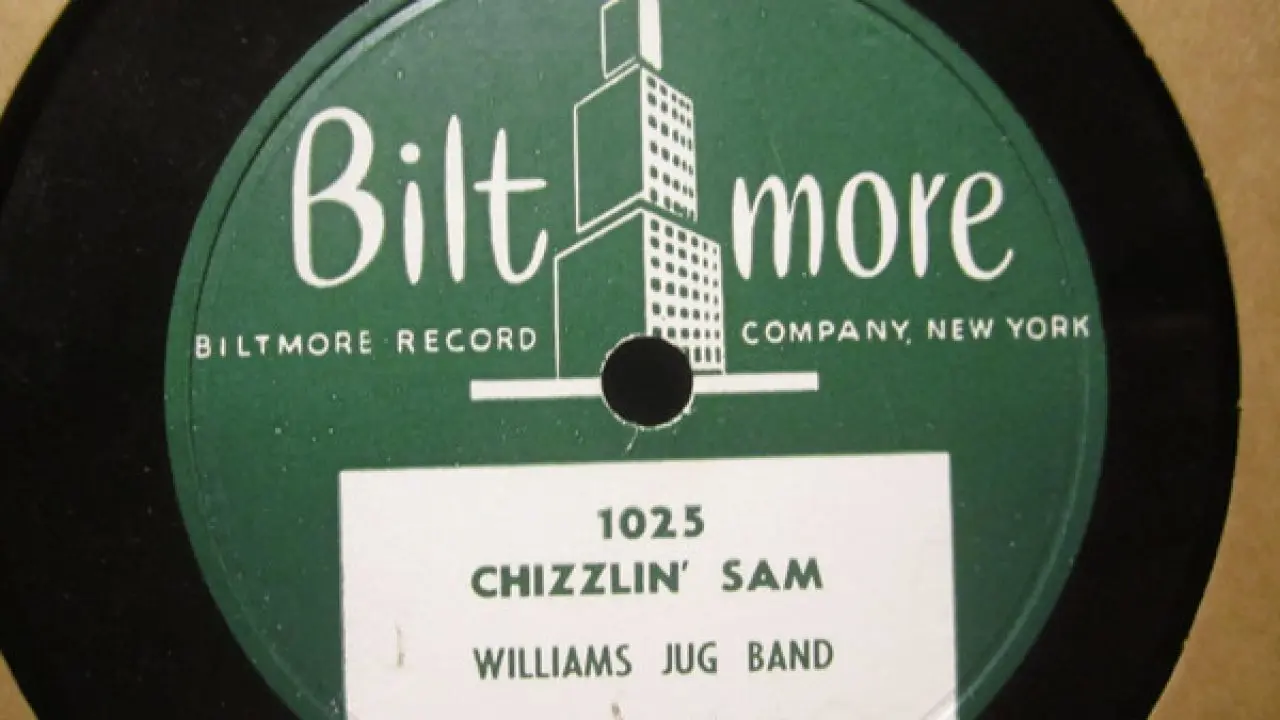 Biltmore
BILTMORE RECORD COMPANY, NEW YORK
1025
CHIZZLIN' SAM
WILLIAMS JUG BAND